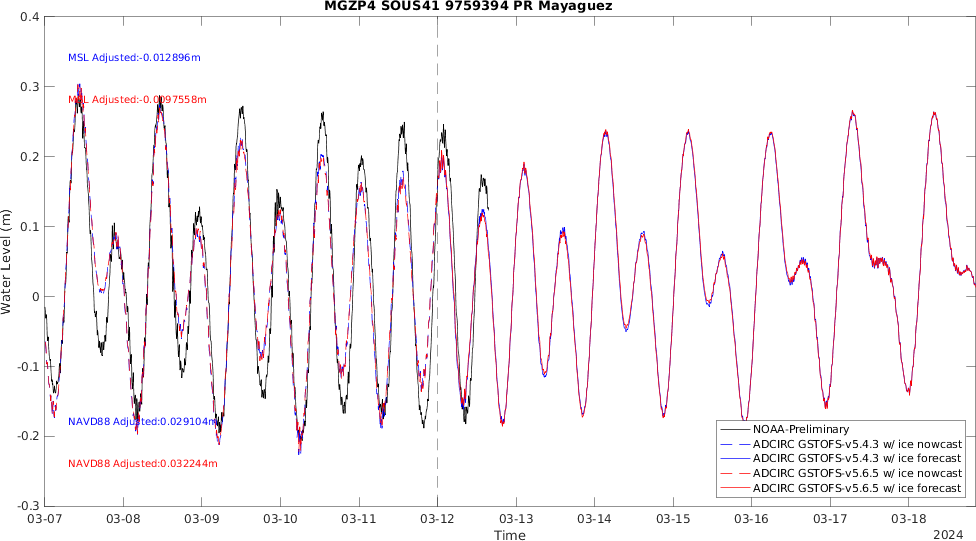 MGZP4 SOUS41 9759394 PR Mayaguez
0.4
0.3
0.2
0.1
0
-0.1
-0.2
-0.3
Water Level (m)
MSL Adjusted:-0.012896m
MSL Adjusted:-0.0097558m
NAVD88 Adjusted:0.029104m
NAVD88 Adjusted:0.032244m
NOAA-Preliminary
ADCIRC GSTOFS-v5.4.3 w/ ice nowcast
ADCIRC GSTOFS-v5.4.3 w/ ice forecast
ADCIRC GSTOFS-v5.6.5 w/ ice nowcast
ADCIRC GSTOFS-v5.6.5 w/ ice forecast
03-07 03-08 03-09 03-10 03-11 03-12 03-13 03-14 03-15 03-16 03-17 03-18
Time
2024